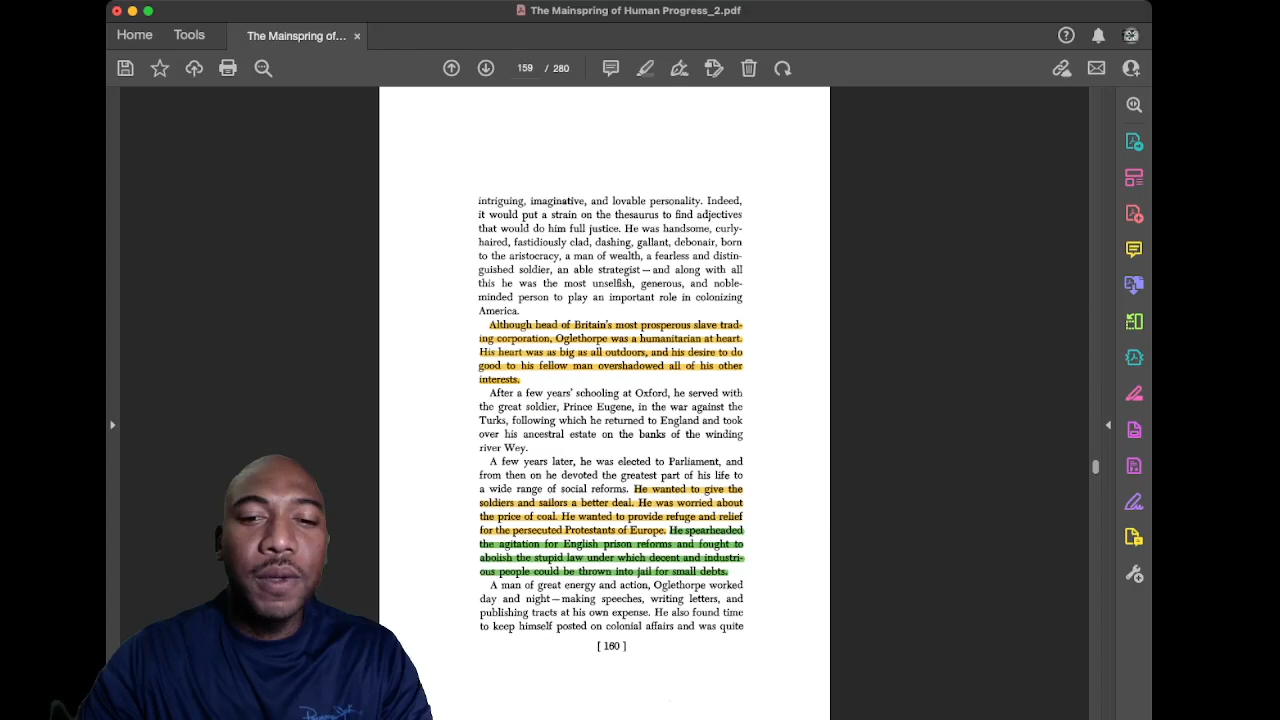 The Mainspring of Human Progress_2.pdf
Home Tools The Mainspring of... ×
159 / 280
intriguing, imaginative, and lovable personality. Indeed,
it would put a strain on the thesaurus to find adjectives
that would do him full justice. He was handsome, curly-
haired, fastidiously clad, dashing, gallant, debonair, born
to the aristocracy, a man of wealth, a fearless and distin-
guished soldier, an able strategist—and along with all
this he was the most unselfish, generous, and noble-
minded person to play an important role in colonizing
America.
Although head of Britain's most prosperous slave trad-
ing corporation, Oglethorpe was a humanitarian at heart.
His heart was as big as all outdoors, and his desire to do
good to his fellow man overshadowed all of his other
interests.
After a few years' schooling at Oxford, he served with
the great soldier, Prince Eugene, in the war against the
Turks, following which he returned to England and took
over his ancestral estate on the banks of the winding
river Wey.
A few years later, he was elected to Parliament, and
from then on he devoted the greatest part of his life to
a wide range of social reforms. He wanted to give the
soldiers and sailors a better deal. He was worried about
the price of coal. He wanted to provide refuge and relief
for the persecuted Protestants of Europe. He spearheaded
the agitation for English prison reforms and fought to
abolish the stupid law under which decent and industri-
ous people could be thrown into jail for small debts.
A man of great energy and action, Oglethorpe worked
day and night—making speeches, writing letters, and
publishing tracts at his own expense. He also found time
to keep himself posted on colonial affairs and was quite
[ 160 ]